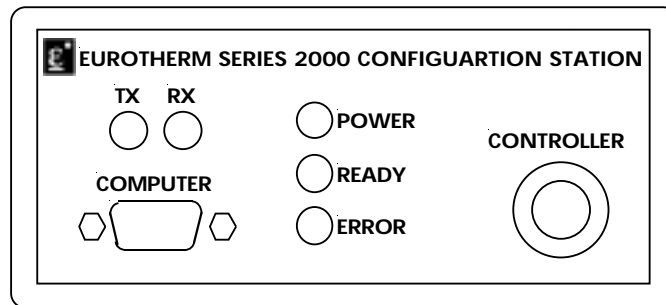 EUROTHERM SERIES 2000 CONFIGUARTION STATION
TX RX
POWER
CONTROLLER
READY
COMPUTER
ERROR